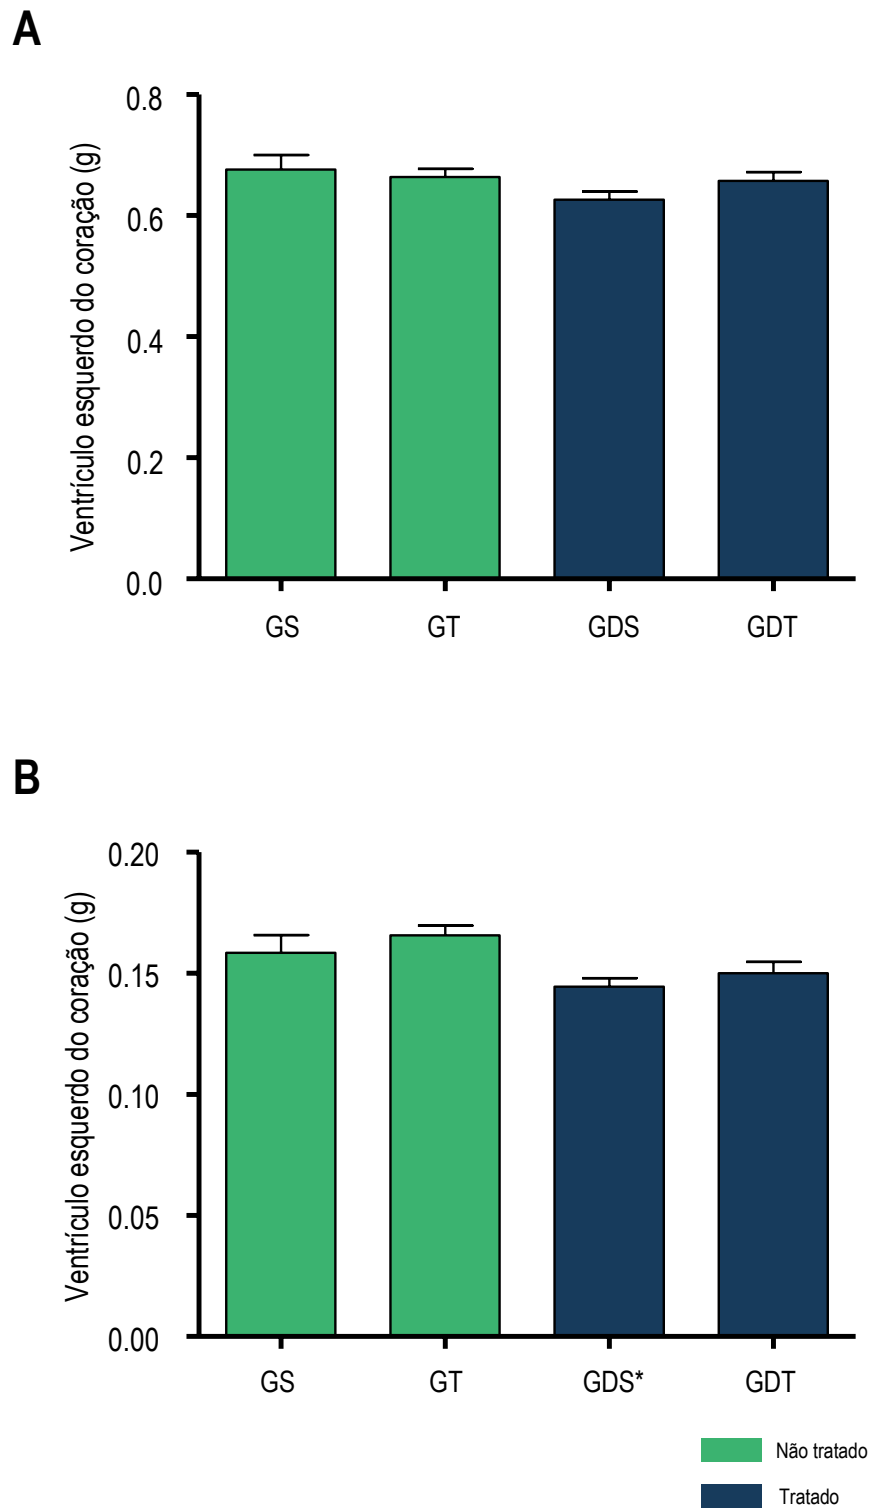 A
Ventrículo esquerdo do coração (g)
0.8
0.6
0.4
0.2
0.0
GS GT GDS GDT
B
Ventrículo esquerdo do coração (g)
0.20
0.15
0.10
0.05
0.00
GS GT GDS* GDT
Não tratado
Tratado